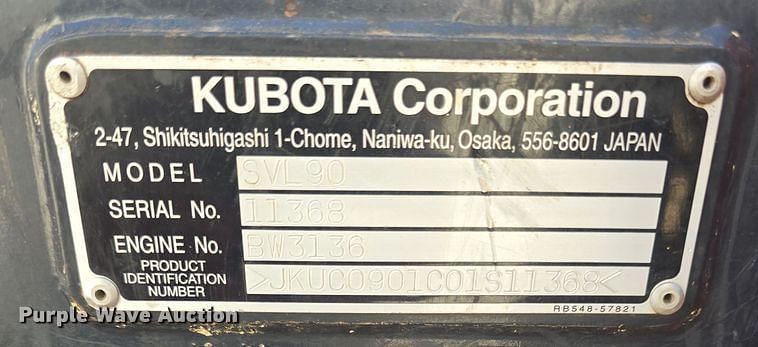 KUBOTA Corporation
2-47, Shikitsuhigashi 1-Chome, Naniwa-ku, Osaka, 556-8601 JAPAN
MODEL SVL90
SERIAL No. 11368
ENGINE No. BW3136
PRODUCT
IDENTIFICATION
NUMBER >JKUC0901C01S11368<
RB548-57821
Purple Wave Auction